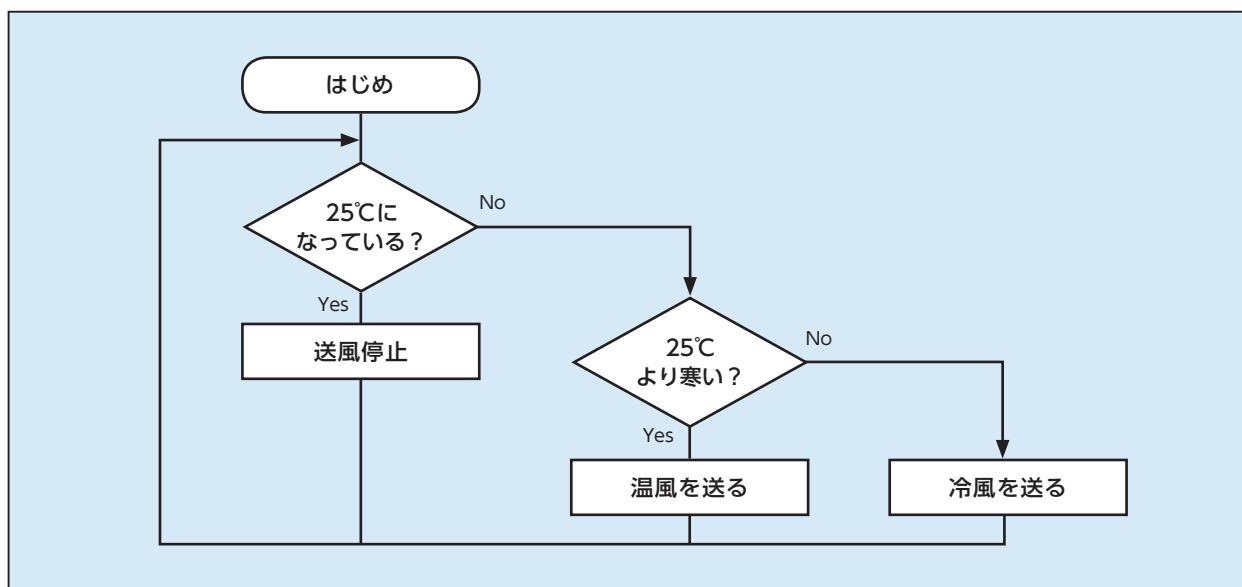 はじめ
25℃に
なっている？
No
Yes
送風停止
25℃
より寒い？
No
Yes
温風を送る
冷風を送る